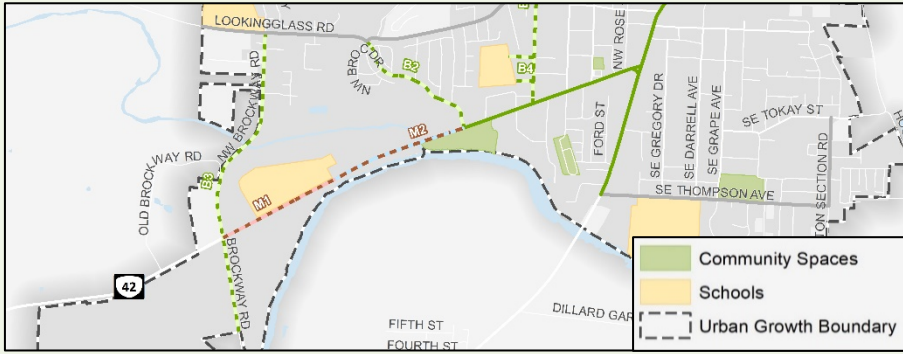 LOOKINGGLASS RD
NW BRO
C DR
B2
B4
NW ROSE
NW BROCKWAY RD
M2
FORD ST
SE GREGORY DR
SE DARRELL AVE
SE GRAPE AVE
SE TOKAY ST
OLD BROCKWAY RD
B3
M1
SE THOMPSON AVE
TON SECTION RD
BROCKWAY RD
42
DILLARD GAR
FIFTH ST
FOURTH ST
Community Spaces
Schools
Urban Growth Boundary